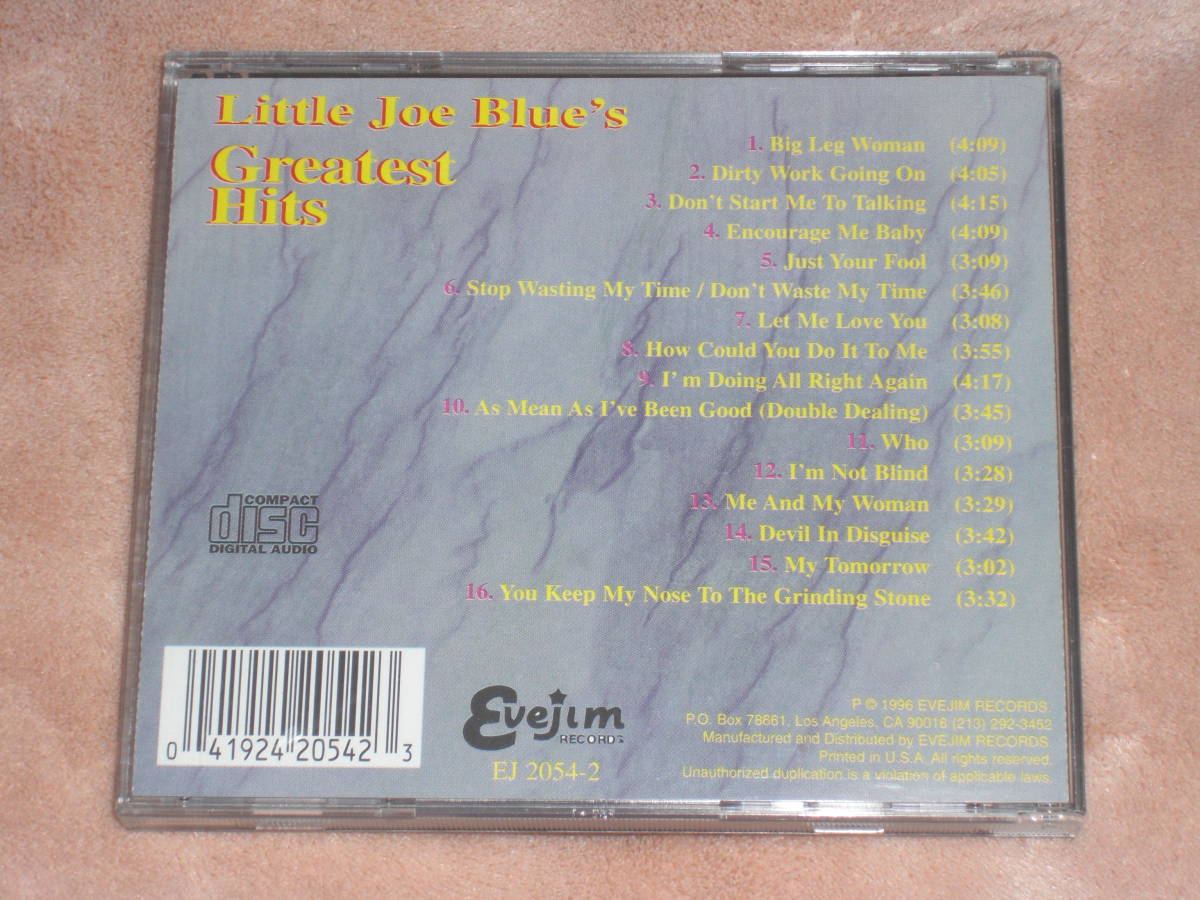 Little Joe Blue's
Greatest
Hits
1. Big Leg Woman (4:09)
2. Dirty Work Going On (4:05)
3. Don't Start Me To Talking (4:15)
4. Encourage Me Baby (4:09)
5. Just Your Fool (3:09)
6. Stop Wasting My Time / Don't Waste My Time (3:46)
7. Let Me Love You (3:08)
8. How Could You Do It To Me (3:55)
9. I'm Doing All Right Again (4:17)
10. As Mean As I've Been Good (Double Dealing) (3:45)
11. Who (3:09)
12. I'm Not Blind (3:28)
13. Me And My Woman (3:29)
14. Devil In Disguise (3:42)
15. My Tomorrow (3:02)
16. You Keep My Nose To The Grinding Stone (3:32)
COMPACT
disc
DIGITAL AUDIO
0 41924 20542 3
Evejim
RECORDS
EJ 2054-2
P © 1996 EVEJIM RECORDS.
P.O. Box 78661, Los Angeles, CA 90016 (213) 292-3452
Manufactured and Distributed by EVEJIM RECORDS.
Printed in U.S.A. All rights reserved.
Unauthorized duplication is a violation of applicable laws.